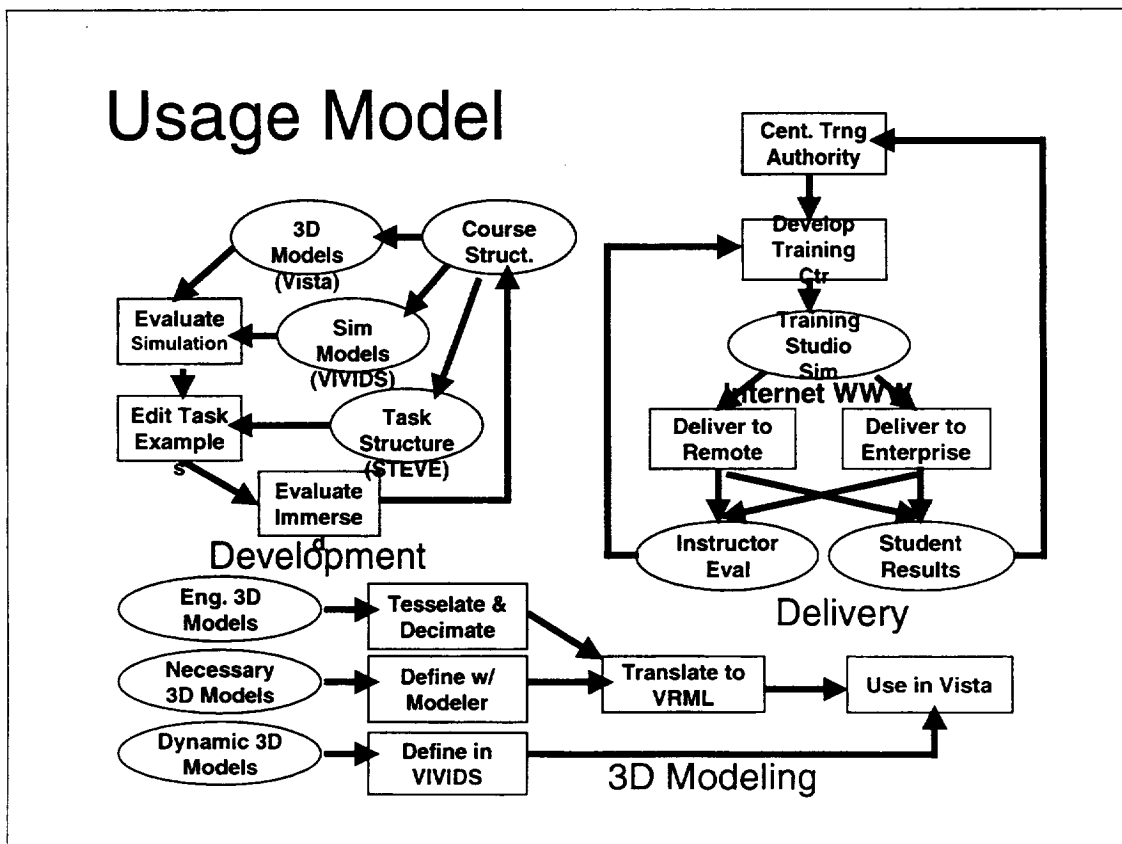 Usage Model
3D
Models
(Vista)
Course
Struct.
Evaluate
Simulation
Sim
Models
(VIVIDS)
Edit Task
Example
s
Task
Structure
(STEVE)
Evaluate
Immerse
d
Development
Cent. Trng
Authority
Develop
Training
Ctr
Training
Studio
Sim
Internet WWW
Deliver to
Remote
Deliver to
Enterprise
Instructor
Eval
Student
Results
Delivery
Eng. 3D
Models
Tesselate &
Decimate
Necessary
3D Models
Define w/
Modeler
Translate to
VRML
Use in Vista
Dynamic 3D
Models
Define in
VIVIDS
3D Modeling